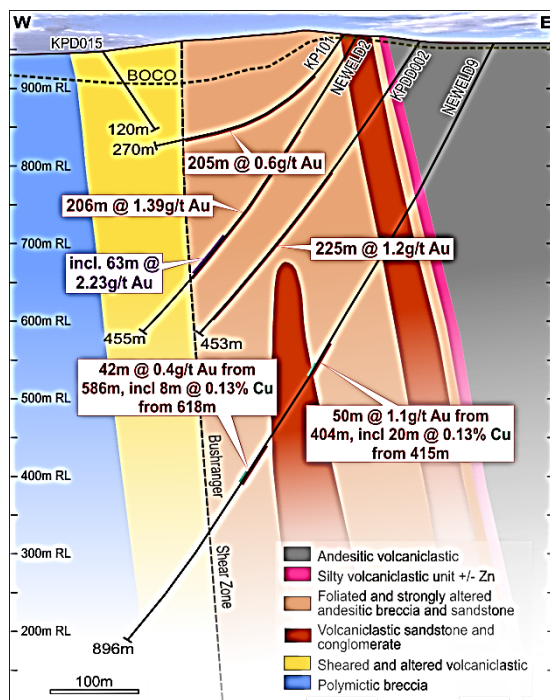 W
E
KPD015
BOCO
KP101
NEWELD2
KPDD002
NEWELD9
900m RL
120m
270m
205m @ 0.6g/t Au
800m RL
206m @ 1.39g/t Au
700m RL
225m @ 1.2g/t Au
incl. 63m @
2.23g/t Au
600m RL
455m
453m
42m @ 0.4g/t Au from
586m, incl 8m @ 0.13% Cu
from 618m
500m RL
50m @ 1.1g/t Au from
404m, incl 20m @ 0.13% Cu
from 415m
400m RL
Bushranger
Shear Zone
300m RL
200m RL
896m
100m
Andesitic volcaniclastic
Silty volcaniclastic unit +/- Zn
Foliated and strongly altered
andesitic breccia and sandstone
Volcaniclastic sandstone and
conglomerate
Sheared and altered volcaniclastic
Polymictic breccia